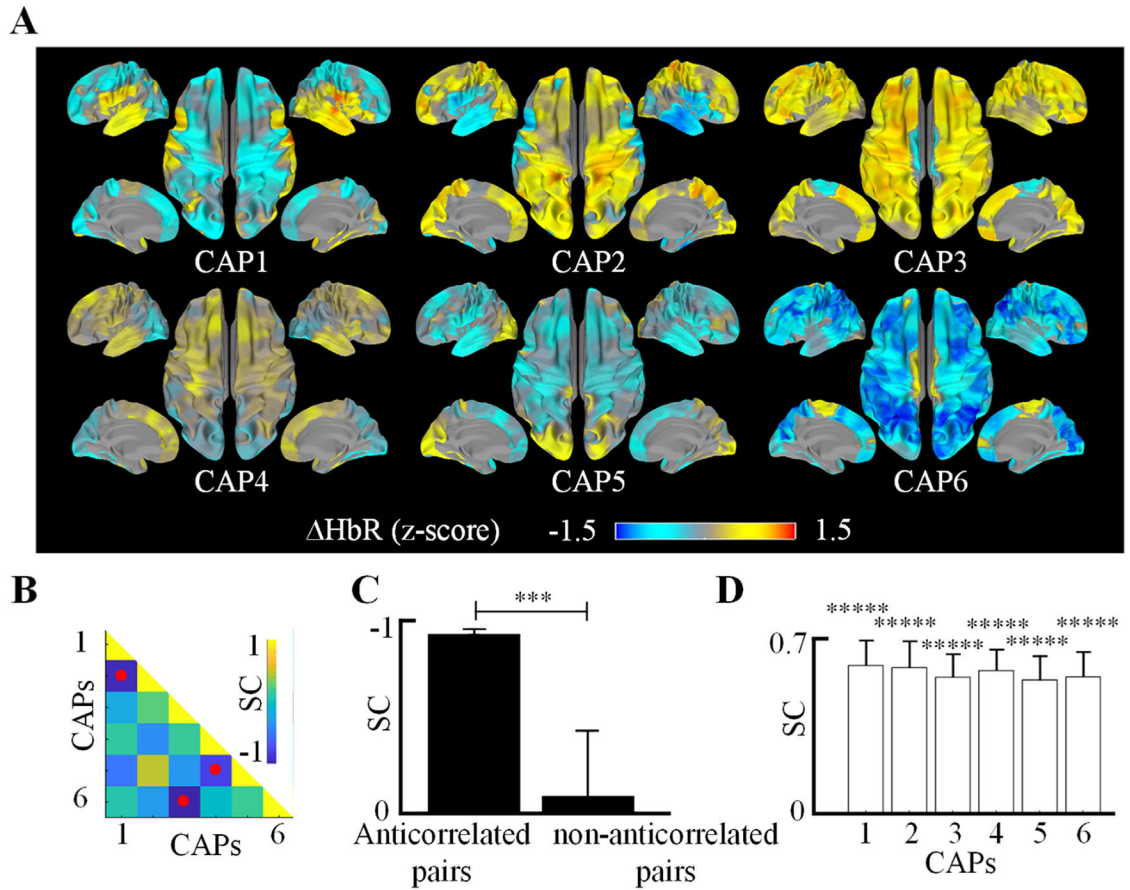 A
CAP1 CAP2 CAP3
CAP4 CAP5 CAP6
ΔHbR (z-score) -1.5 1.5
B
1
6
CAPs
1
SC
-1
1 6
CAPs
C
***
-1
SC
0
Anticorrelated non-anticorrelated
pairs pairs
D
***** ***** ***** ***** ***** *****
0.7
SC
0
1 2 3 4 5 6
CAPs